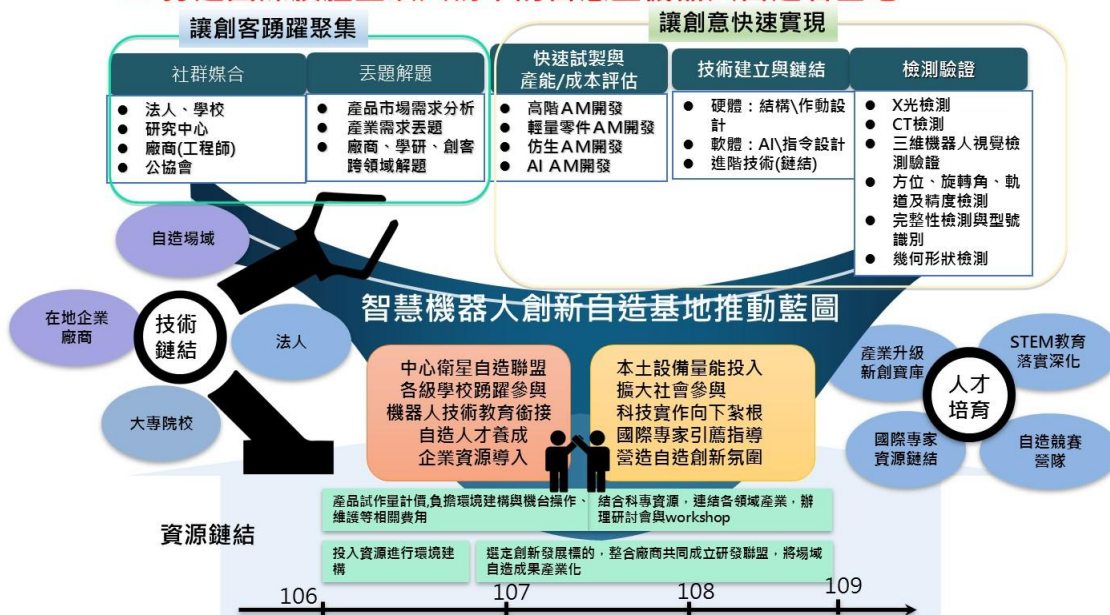 讓創客踴躍聚集
讓創意快速實現
社群媒合
● 法人、學校
● 研究中心
● 廠商(工程師)
● 公協會
丟題解題
● 產品市場需求分析
● 產業需求丟題
● 廠商、學研、創客
跨領域解題
快速試製與
產能/成本評估
● 高階AM開發
● 輕量零件AM開發
● 仿生AM開發
● AI AM開發
技術建立與鏈結
● 硬體：結構\作動設
計
● 軟體：AI\指令設計
● 進階技術(鏈結)
檢測驗證
● X光檢測
● CT檢測
● 三維機器人視覺檢
測驗證
● 方位、旋轉角、軌
道及精度檢測
● 完整性檢測與型號
識別
● 幾何形狀檢測
自造場域
在地企業
廠商
技術
鏈結
法人
大專院校
智慧機器人創新自造基地推動藍圖
中心衛星自造聯盟
各級學校踴躍參與
機器人技術教育銜接
自造人才養成
企業資源導入
本土設備量能投入
擴大社會參與
科技實作向下紮根
國際專家引薦指導
營造自造創新氛圍
產業升級
新創寶庫
STEM教育
落實深化
人才
培育
國際專家
資源鏈結
自造競賽
營隊
資源鏈結
產品試作量計價,負擔環境建構與機台操作、
維護等相關費用
結合科專資源，連結各領域產業，辦
理研討會與workshop
投入資源進行環境建
構
選定創新發展標的，整合廠商共同成立研發聯盟，將場域
自造成果產業化
106
107
108
109